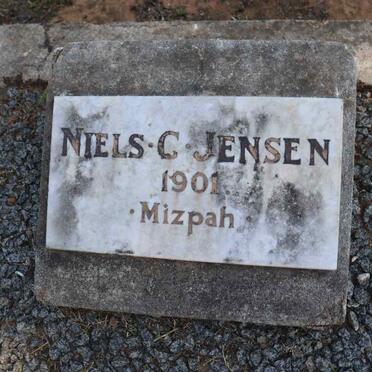 NIELS·C·JENSEN
1901
·Mizpah·